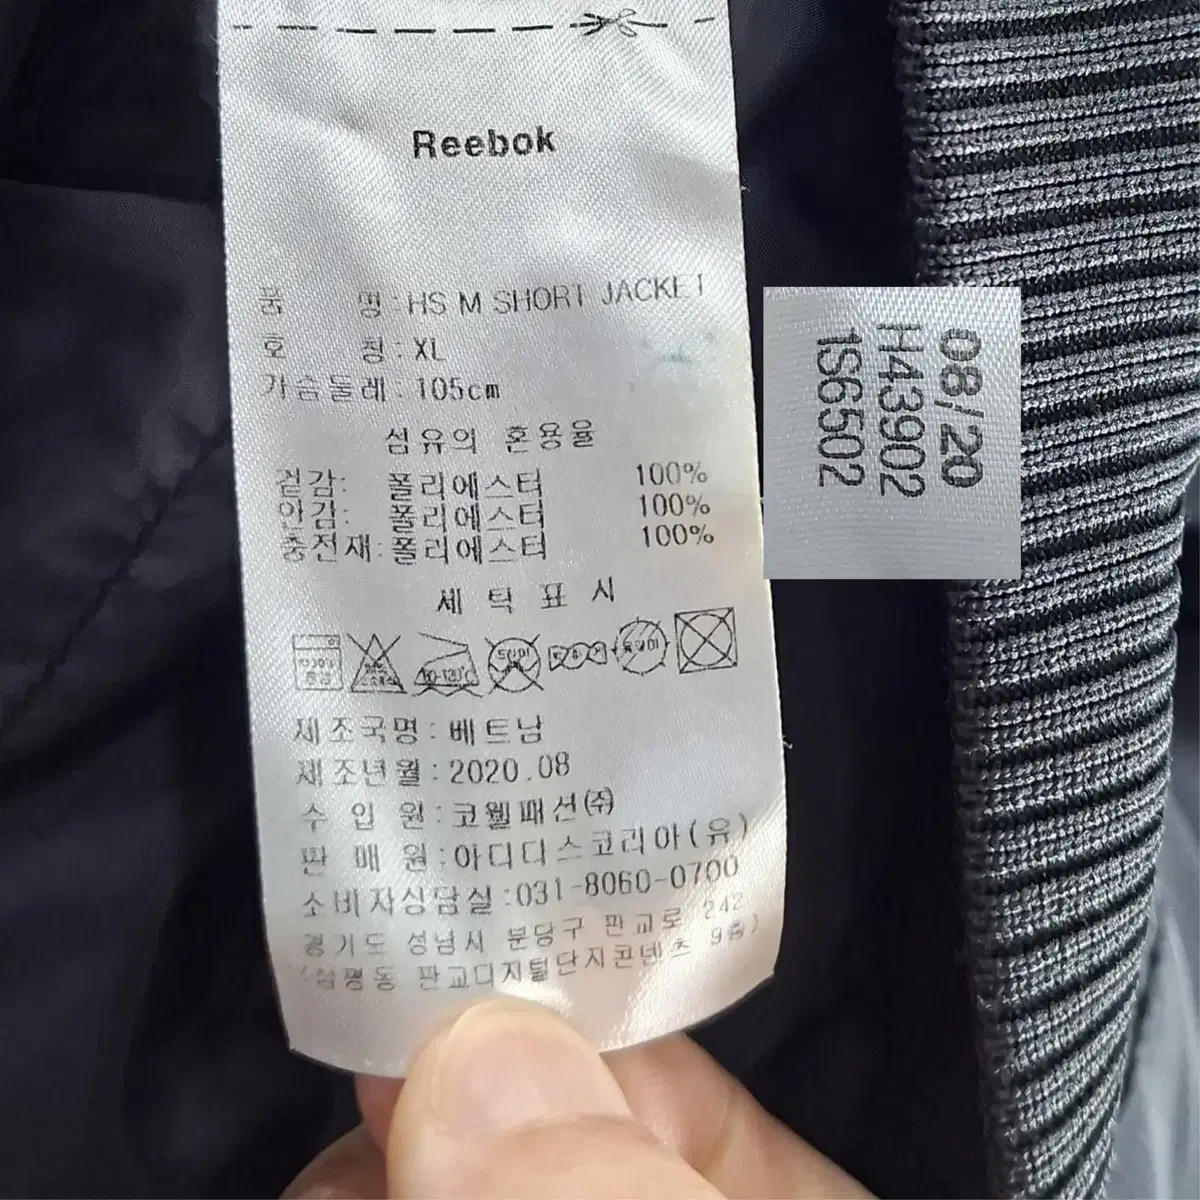 Reebok
품 명 : HS M SHORT JACKET
호 칭 : XL
가슴둘레 : 105cm
섬유의 혼용율
겉감: 폴리에스터 100%
안감: 폴리에스터 100%
충전재: 폴리에스터 100%
세 탁 표 시
제조국명 : 베트남
제조년월 : 2020.08
수 입 원 : 코웰패션㈜
판 매 원 : 아디다스코리아(유)
소비자상담실 : 031-8060-0700
경기도 성남시 분당구 판교로 242
(삼평동 판교디지털단지콘텐츠 9층)
08/20
H43902
1S6502